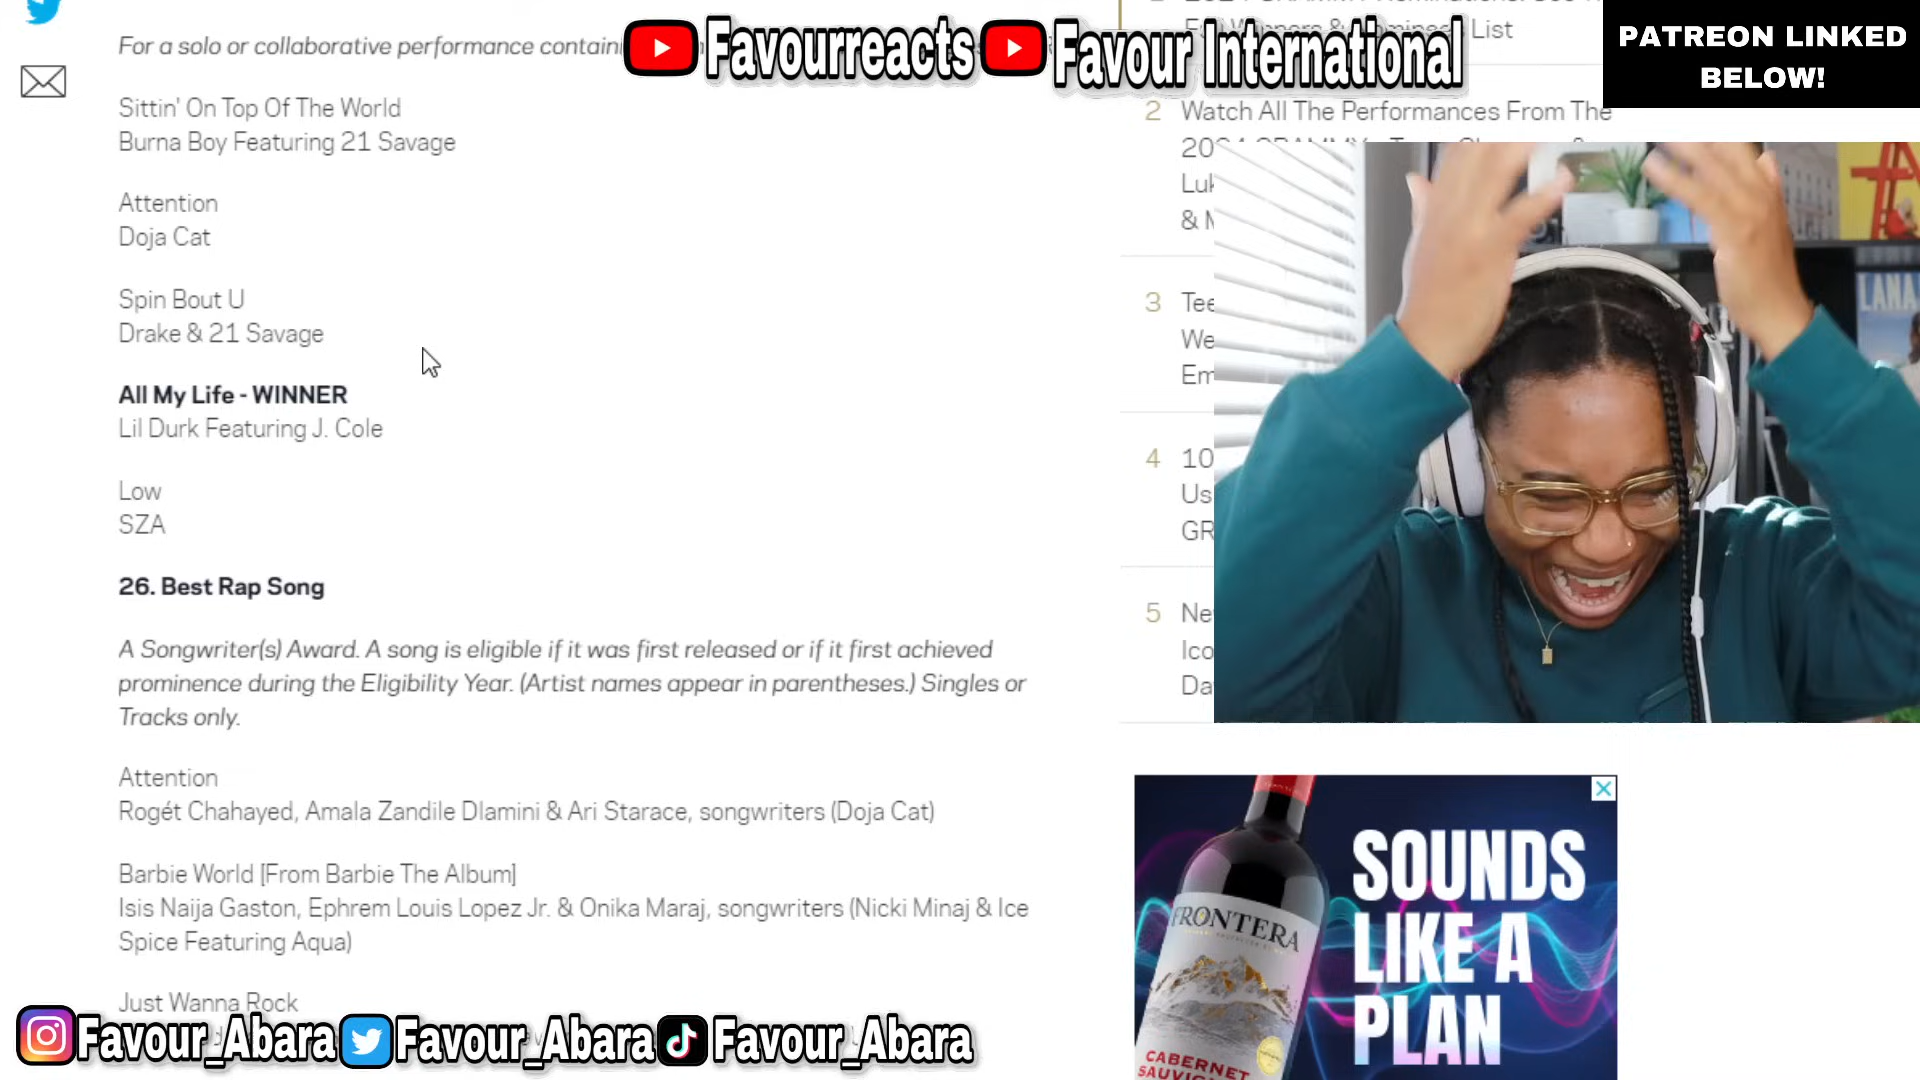 For a solo or collaborative performance
Favourreacts
Favour International
PATREON LINKED
BELOW!
List
Sittin' On Top Of The World
Burna Boy Featuring 21 Savage
Attention
Doja Cat
Spin Bout U
Drake & 21 Savage
All My Life - WINNER
Lil Durk Featuring J. Cole
Low
SZA
26. Best Rap Song
A Songwriter(s) Award. A song is eligible if it was first released or if it first achieved
prominence during the Eligibility Year. (Artist names appear in parentheses.) Singles or
Tracks only.
Attention
Rogét Chahayed, Amala Zandile Dlamini & Ari Starace, songwriters (Doja Cat)
Barbie World [From Barbie The Album]
Isis Naija Gaston, Ephrem Louis Lopez Jr. & Onika Maraj, songwriters (Nicki Minaj & Ice
Spice Featuring Aqua)
Just Wanna Rock
2 Watch All The Performances From The
3
4 10
5
LANA
FRONTERA
CABERNET
SOUNDS
LIKE A
PLAN
Favour_Abara
Favour_Abara
Favour_Abara